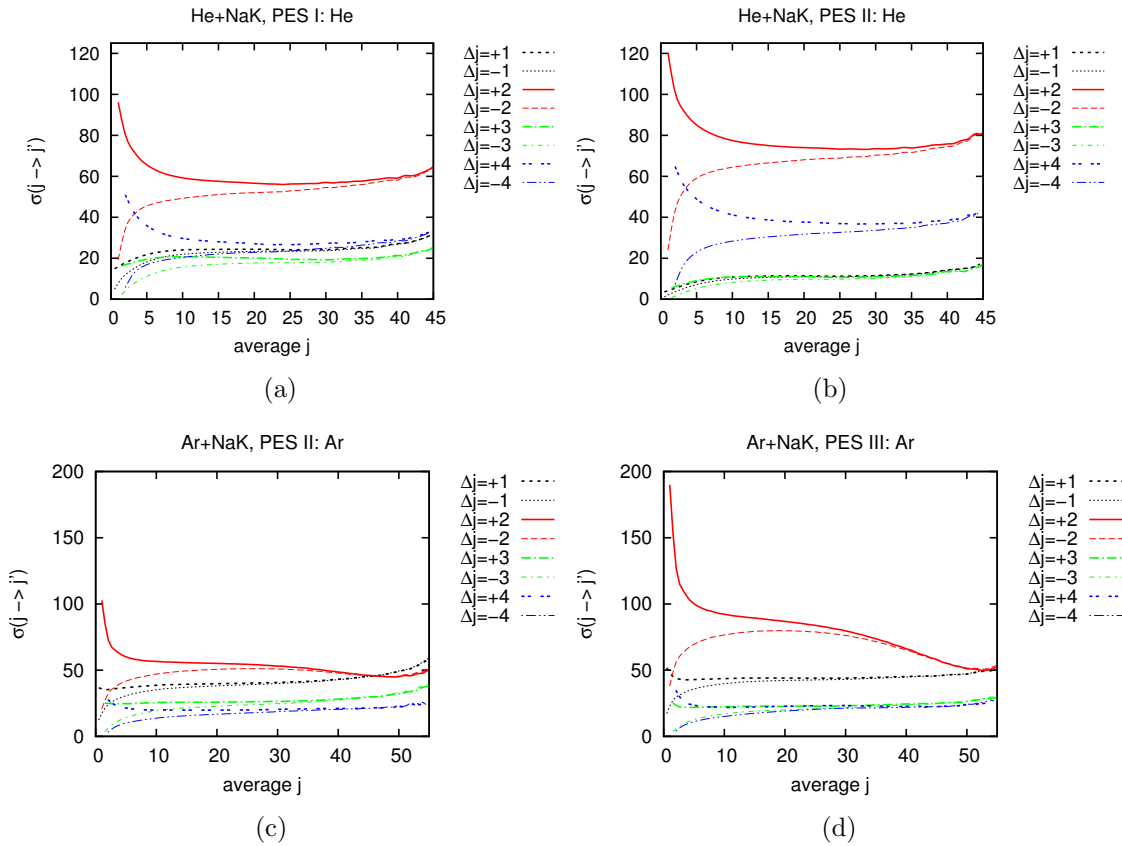 He+NaK, PES I: He
σ(j −> j')
120
100
80
60
40
20
0
0 5 10 15 20 25 30 35 40 45
average j
Δj=+1
Δj=−1
Δj=+2
Δj=−2
Δj=+3
Δj=−3
Δj=+4
Δj=−4
(a)
He+NaK, PES II: He
σ(j −> j')
120
100
80
60
40
20
0
0 5 10 15 20 25 30 35 40 45
average j
Δj=+1
Δj=−1
Δj=+2
Δj=−2
Δj=+3
Δj=−3
Δj=+4
Δj=−4
(b)
Ar+NaK, PES II: Ar
σ(j −> j')
200
150
100
50
0
0 10 20 30 40 50
average j
Δj=+1
Δj=−1
Δj=+2
Δj=−2
Δj=+3
Δj=−3
Δj=+4
Δj=−4
(c)
Ar+NaK, PES III: Ar
σ(j −> j')
200
150
100
50
0
0 10 20 30 40 50
average j
Δj=+1
Δj=−1
Δj=+2
Δj=−2
Δj=+3
Δj=−3
Δj=+4
Δj=−4
(d)